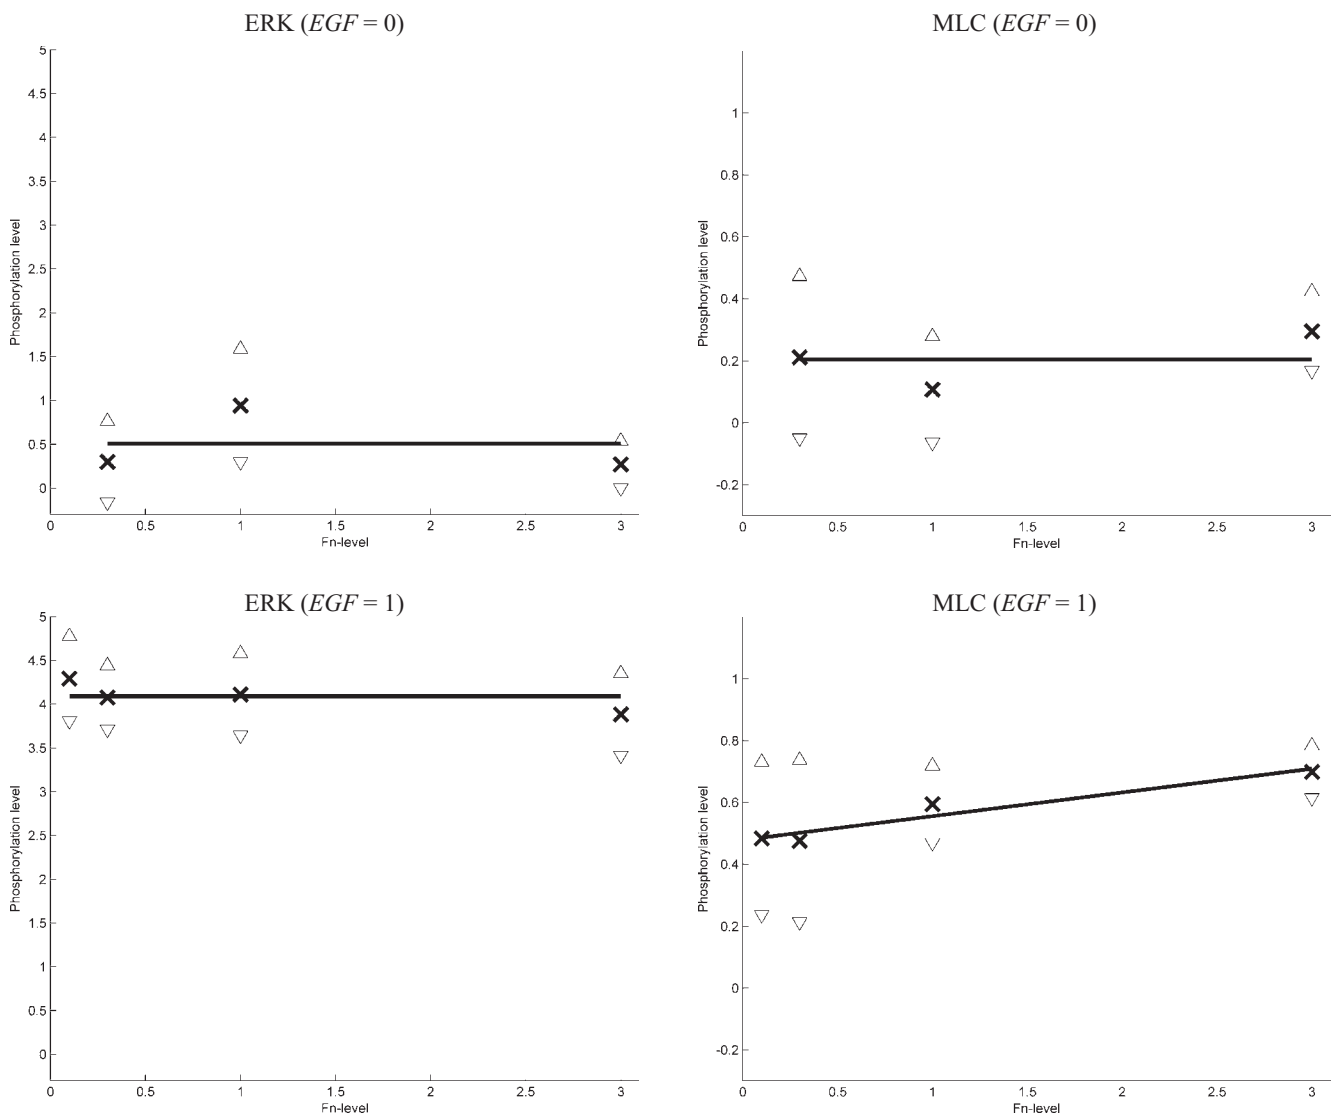 ERK (EGF = 0)
5
4.5
4
3.5
3
2.5
2
1.5
1
0.5
0
Phosphorylation level
0 0.5 1 1.5 2 2.5 3
Fn-level
MLC (EGF = 0)
1
0.8
0.6
0.4
0.2
0
-0.2
Phosphorylation level
0 0.5 1 1.5 2 2.5 3
Fn-level
ERK (EGF = 1)
5
4.5
4
3.5
3
2.5
2
1.5
1
0.5
0
Phosphorylation level
0 0.5 1 1.5 2 2.5 3
Fn-level
MLC (EGF = 1)
1
0.8
0.6
0.4
0.2
0
-0.2
Phosphorylation level
0 0.5 1 1.5 2 2.5 3
Fn-level